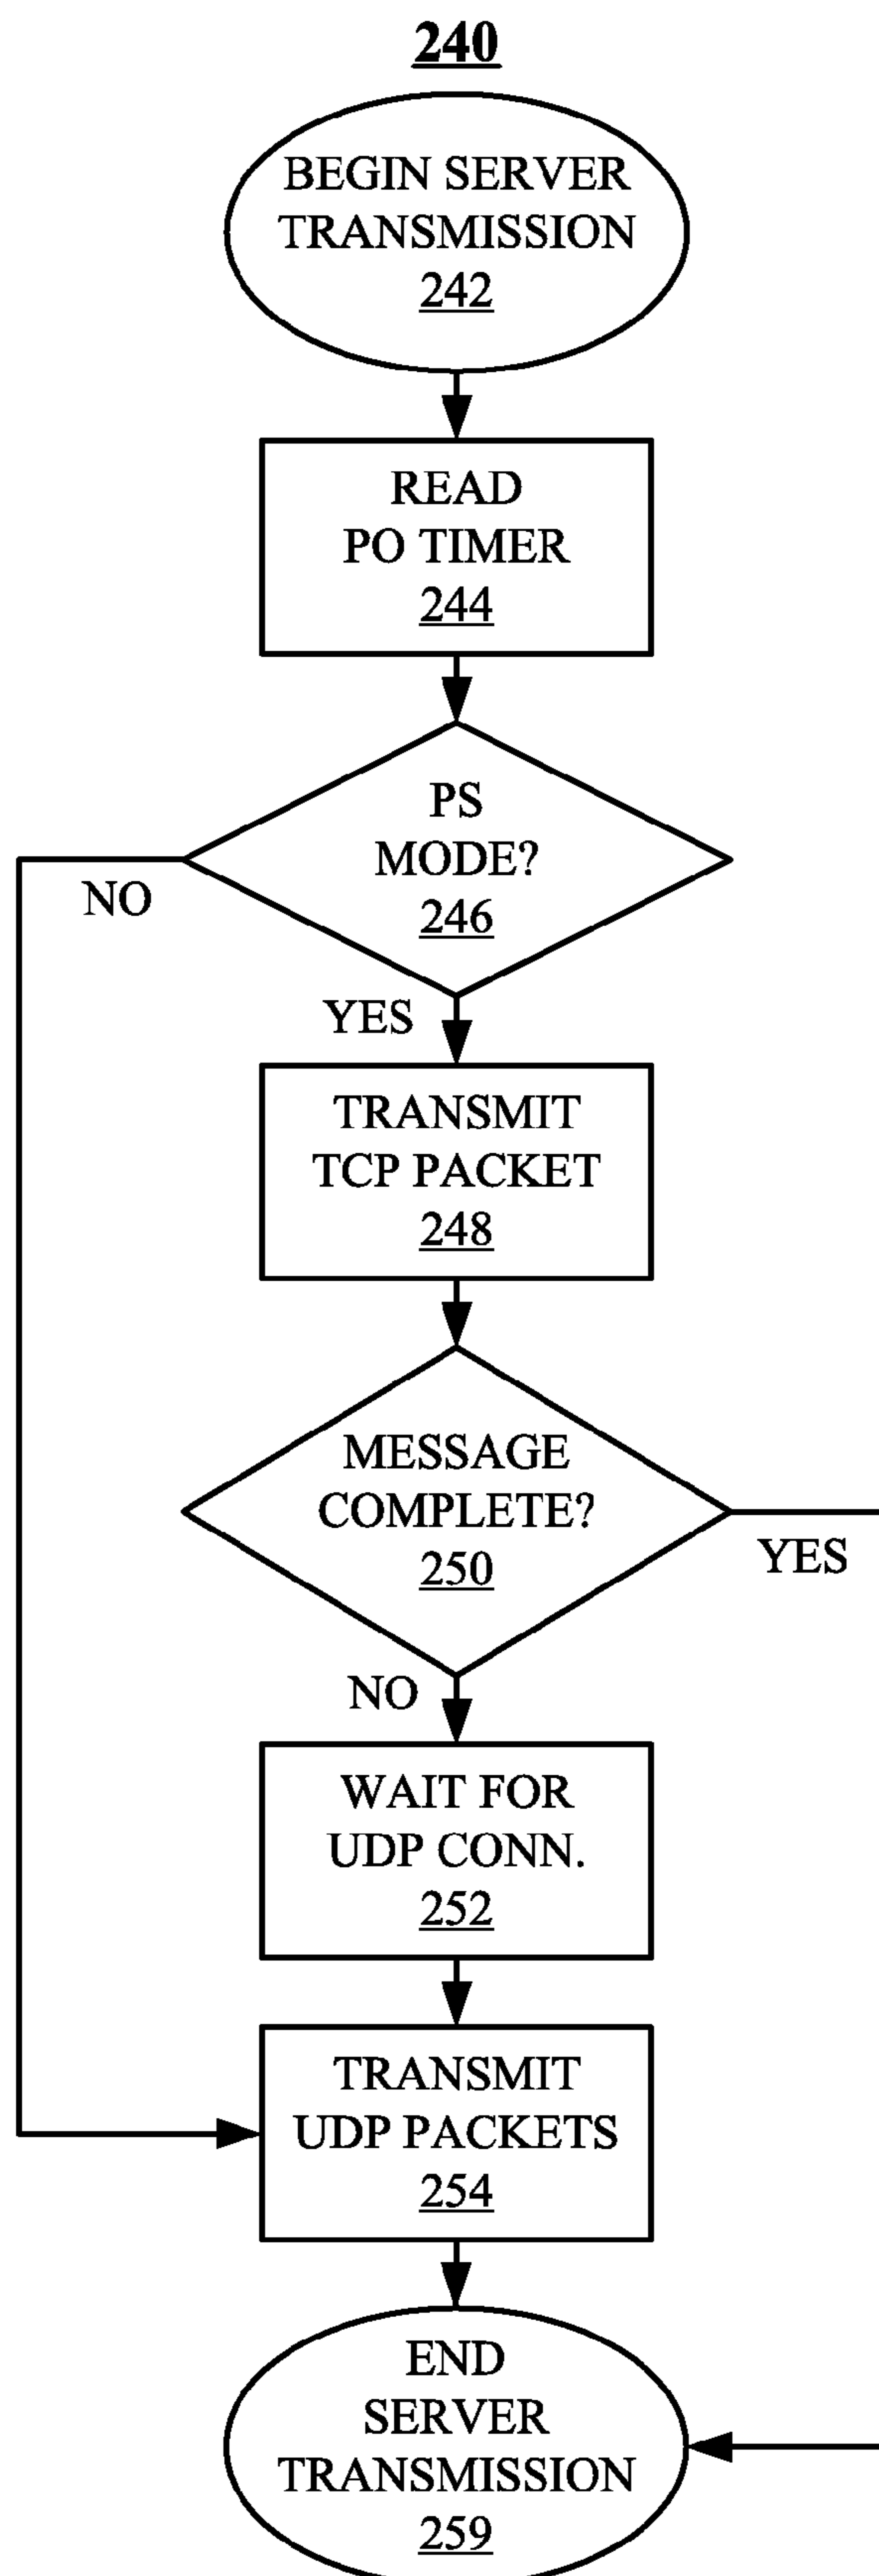 240
BEGIN SERVER
TRANSMISSION
242
READ
PO TIMER
244
PS
MODE?
246
NO
YES
TRANSMIT
TCP PACKET
248
MESSAGE
COMPLETE?
250
YES
NO
WAIT FOR
UDP CONN.
252
TRANSMIT
UDP PACKETS
254
END
SERVER
TRANSMISSION
259